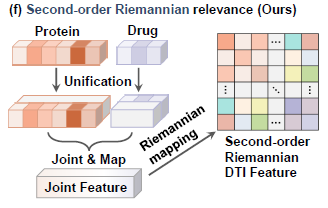 (f) Second-order Riemannian relevance (Ours)
Protein
Drug
Unification
Joint & Map
Joint Feature
Riemannian
mapping
Second-order
Riemannian
DTI Feature